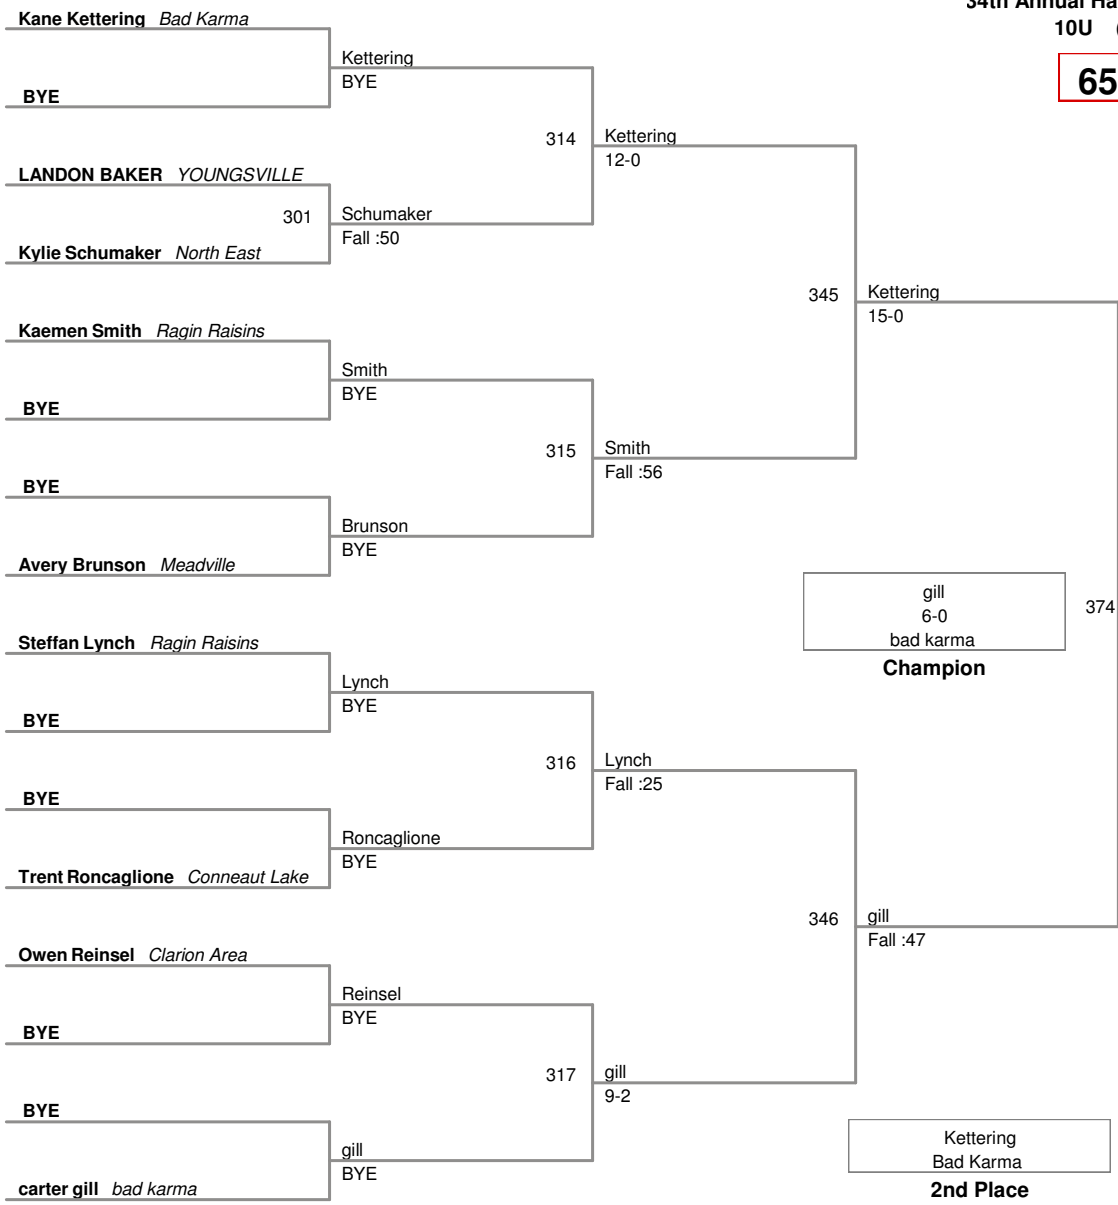 34th Annual Ha
10U
65
Kane Kettering Bad Karma
Kettering
BYE
BYE
314
Kettering
12-0
LANDON BAKER YOUNGSVILLE
301
Schumaker
Fall :50
Kylie Schumaker North East
345
Kettering
15-0
Kaemen Smith Ragin Raisins
Smith
BYE
BYE
315
Smith
Fall :56
BYE
Brunson
BYE
Avery Brunson Meadville
gill
6-0
bad karma
374
Champion
Steffan Lynch Ragin Raisins
Lynch
BYE
BYE
316
Lynch
Fall :25
BYE
Roncaglione
BYE
Trent Roncaglione Conneaut Lake
346
gill
Fall :47
Owen Reinsel Clarion Area
Reinsel
BYE
BYE
317
gill
9-2
BYE
gill
BYE
carter gill bad karma
Kettering
Bad Karma
2nd Place